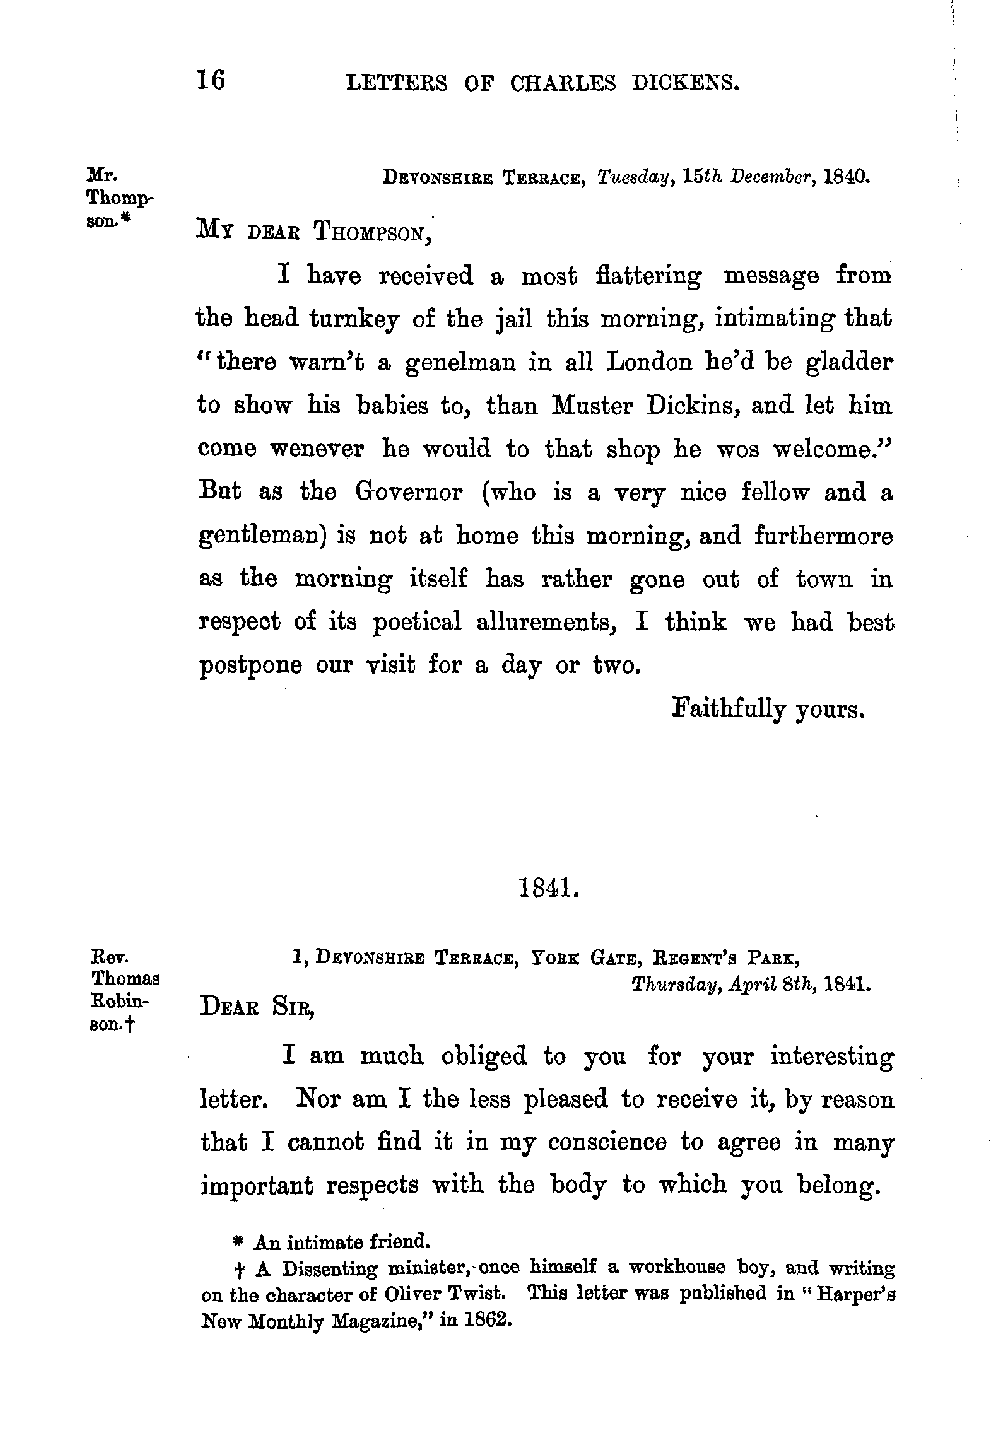 16 LETTERS OF CHARLES DICKENS.
Mr.
Thomp-
son.*
DEVONSHIRE TERRACE, Tuesday, 15th December, 1840.
MY DEAR THOMPSON,
I have received a most flattering message from
the head turnkey of the jail this morning, intimating that
"there warn't a genelman in all London he'd be gladder
to show his babies to, than Muster Dickins, and let him
come wenever he would to that shop he wos welcome."
But as the Governor (who is a very nice fellow and a
gentleman) is not at home this morning, and furthermore
as the morning itself has rather gone out of town in
respect of its poetical allurements, I think we had best
postpone our visit for a day or two.
Faithfully yours.
1841.
Rev.
Thomas
Robin-
son.†
1, DEVONSHIRE TERRACE, YORK GATE, REGENT'S PARK,
Thursday, April 8th, 1841.
DEAR SIR,
I am much obliged to you for your interesting
letter. Nor am I the less pleased to receive it, by reason
that I cannot find it in my conscience to agree in many
important respects with the body to which you belong.
* An intimate friend.
† A Dissenting minister, once himself a workhouse boy, and writing
on the character of Oliver Twist. This letter was published in "Harper's
New Monthly Magazine," in 1862.